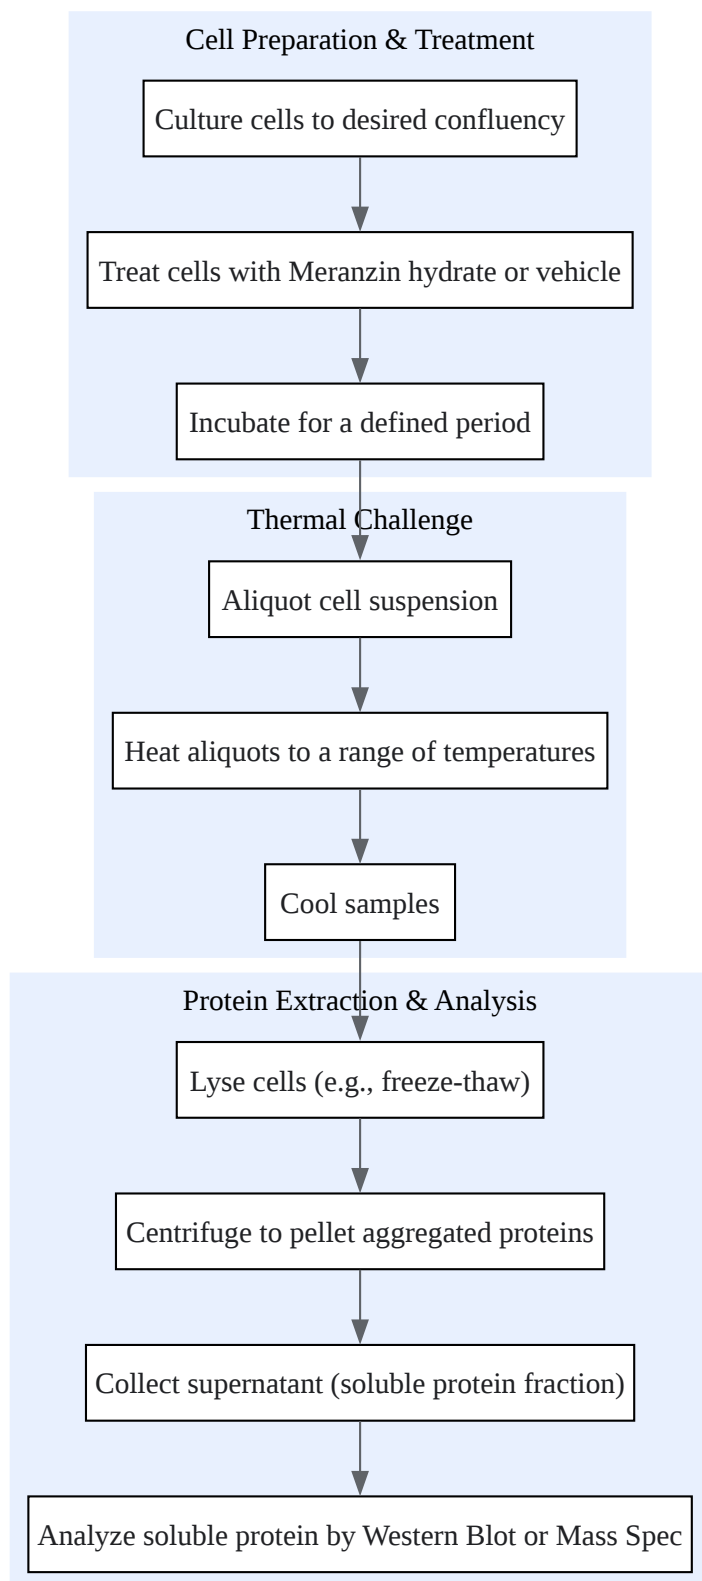 Cell Preparation & Treatment
Culture cells to desired confluency
Treat cells with Meranzin hydrate or vehicle
Incubate for a defined period
Thermal Challenge
Aliquot cell suspension
Heat aliquots to a range of temperatures
Cool samples
Protein Extraction & Analysis
Lyse cells (e.g., freeze-thaw)
Centrifuge to pellet aggregated proteins
Collect supernatant (soluble protein fraction)
Analyze soluble protein by Western Blot or Mass Spec